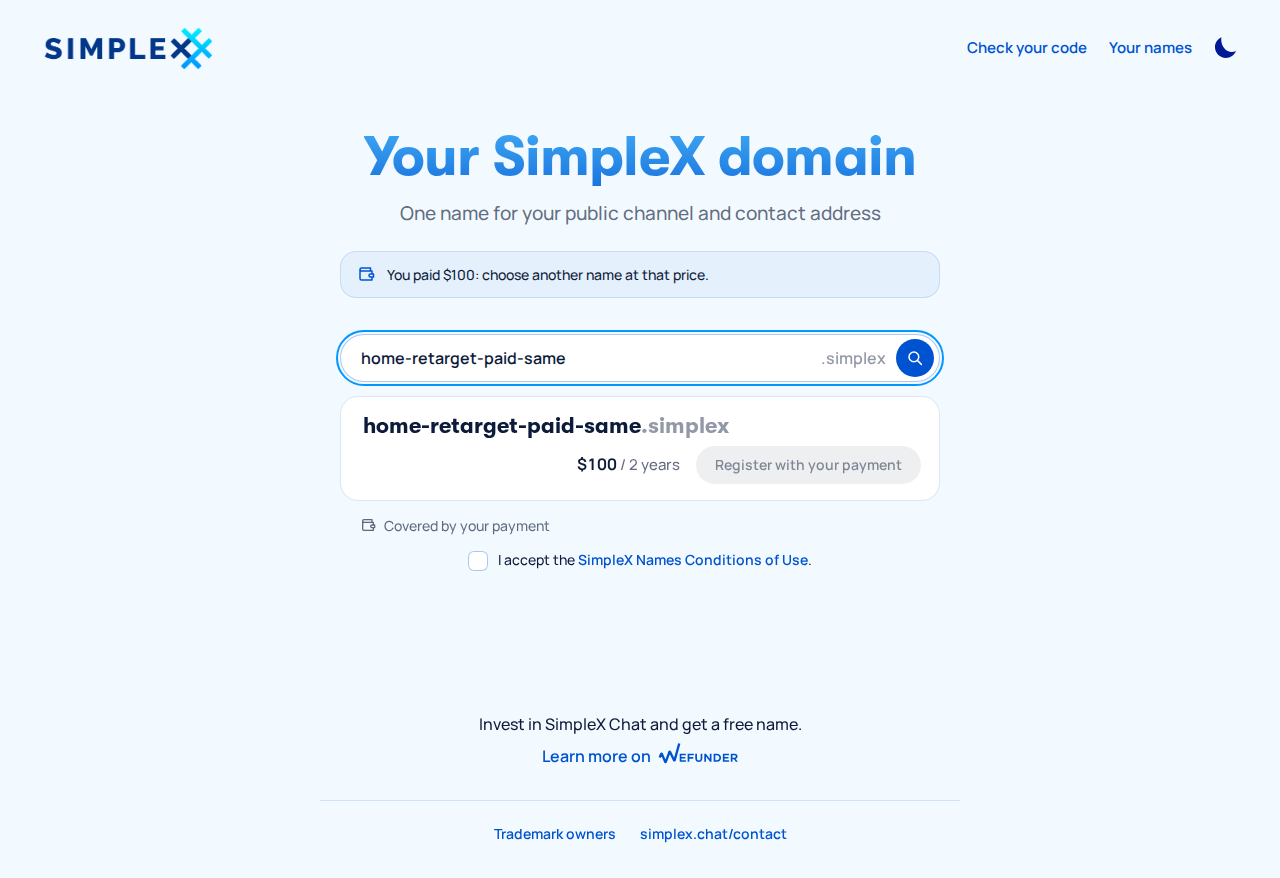 SIMPLEX
Check your code
Your names
Your SimpleX domain
One name for your public channel and contact address
You paid $100: choose another name at that price.
home-retarget-paid-same .simplex
home-retarget-paid-same.simplex
$100 / 2 years
Register with your payment
Covered by your payment
I accept the SimpleX Names Conditions of Use.
Invest in SimpleX Chat and get a free name.
Learn more on WEFUNDER
Trademark owners
simplex.chat/contact